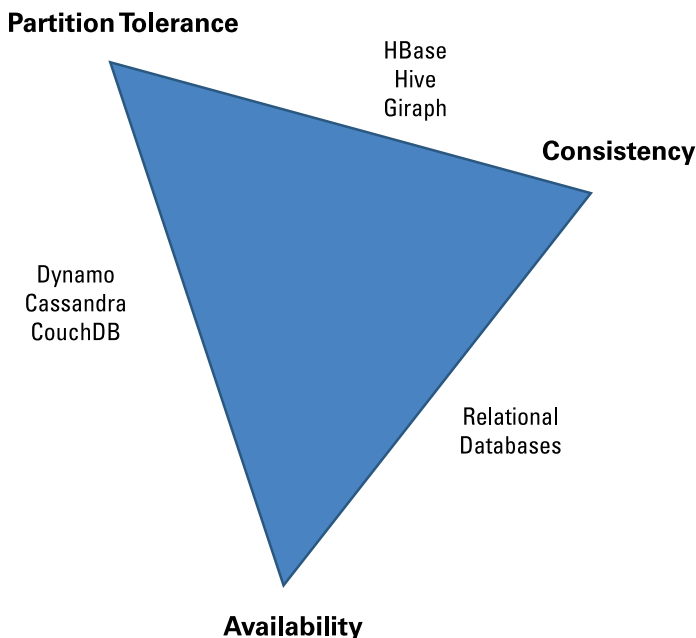 Partition Tolerance
HBase
Hive
Giraph
Consistency
Dynamo
Cassandra
CouchDB
Relational
Databases
Availability